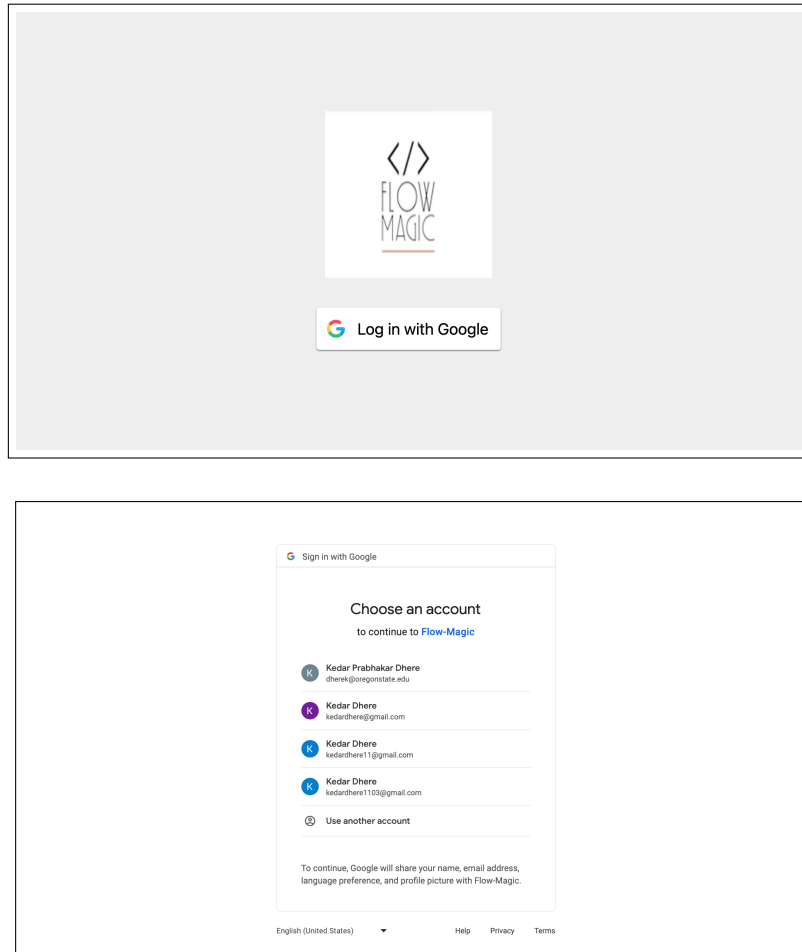 </>
FLOW
MAGIC
Log in with Google
Sign in with Google
Choose an account
to continue to Flow-Magic
K
Kedar Prabhakar Dhere
dherek@oregonstate.edu
K
Kedar Dhere
kedardhere@gmail.com
K
Kedar Dhere
kedardhere11@gmail.com
K
Kedar Dhere
kedardhere1103@gmail.com
Use another account
To continue, Google will share your name, email address,
language preference, and profile picture with Flow-Magic.
English (United States) Help Privacy Terms